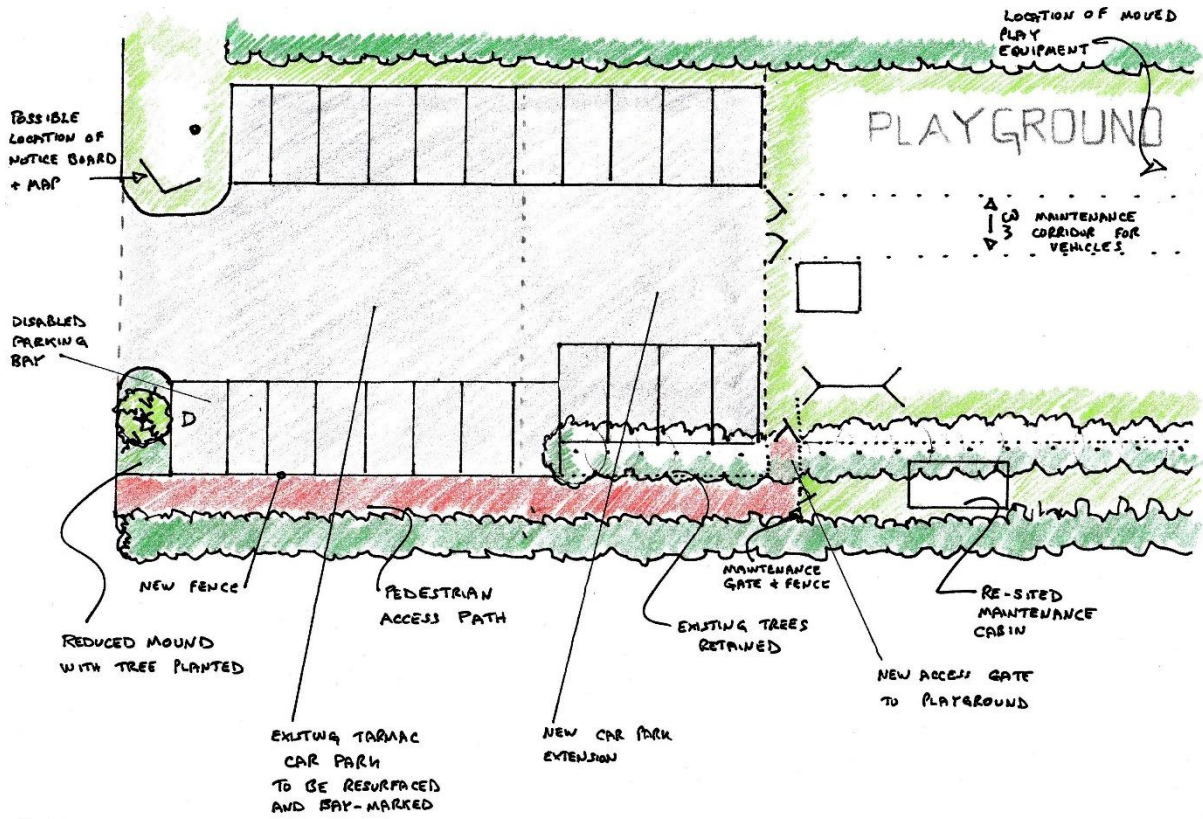 LOCATION OF MOVED
PLAY
EQUIPMENT
PLAYGROUND
POSSIBLE
LOCATION OF
NOTICE BOARD
+ MAP
3M
MAINTENANCE
CORRIDOR FOR
VEHICLES
DISABLED
PARKING
BAY
D
NEW FENCE
PEDESTRIAN
ACCESS PATH
MAINTENANCE
GATE + FENCE
EXISTING TREES
RETAINED
RE-SITED
MAINTENANCE
CABIN
REDUCED MOUND
WITH TREE PLANTED
NEW ACCESS GATE
TO PLAYGROUND
EXISTING TARMAC
CAR PARK
TO BE RESURFACED
AND BAY-MARKED
NEW CAR PARK
EXTENSION